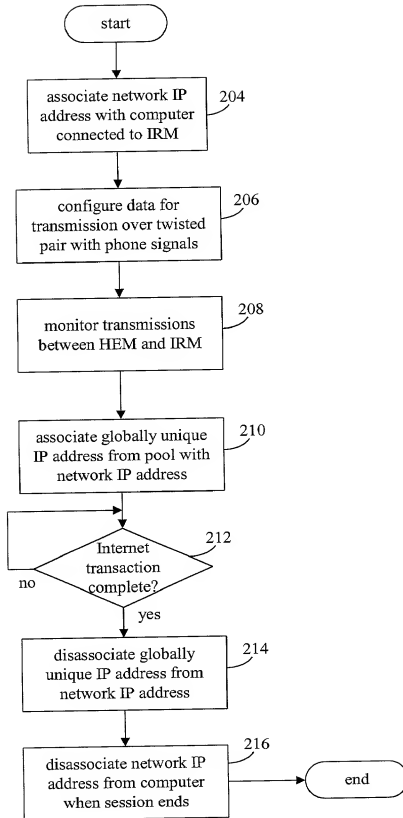 start
associate network IP
address with computer
connected to IRM
204
configure data for
transmission over twisted
pair with phone signals
206
monitor transmissions
between HEM and IRM
208
associate globally unique
IP address from pool with
network IP address
210
Internet
transaction
complete?
212
no
yes
disassociate globally
unique IP address from
network IP address
214
disassociate network IP
address from computer
when session ends
216
end